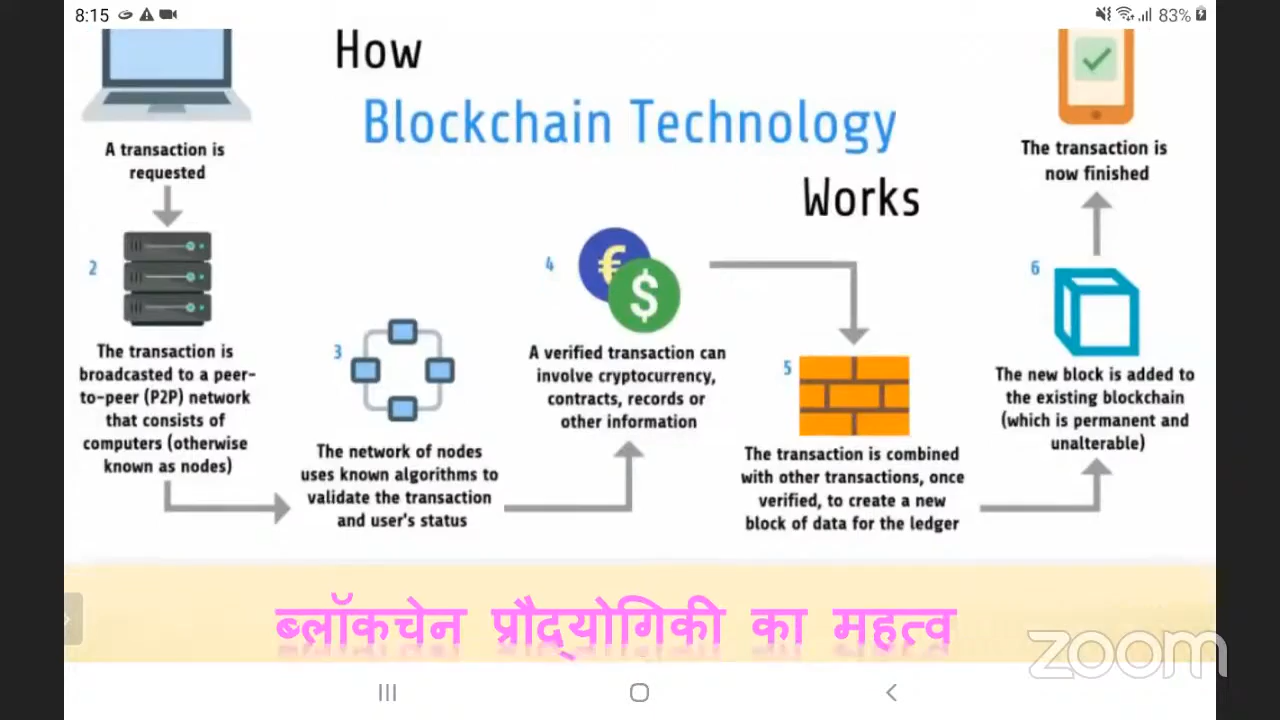 8:15
83%
How
Blockchain Technology
Works
A transaction is
requested
2
The transaction is
broadcasted to a peer-
to-peer (P2P) network
that consists of
computers (otherwise
known as nodes)
3
The network of nodes
uses known algorithms to
validate the transaction
and user's status
4
€
$
A verified transaction can
involve cryptocurrency,
contracts, records or
other information
5
The transaction is combined
with other transactions, once
verified, to create a new
block of data for the ledger
6
The new block is added to
the existing blockchain
(which is permanent and
unalterable)
The transaction is
now finished
ब्लॉकचेन प्रौद्योगिकी का महत्व
zoom